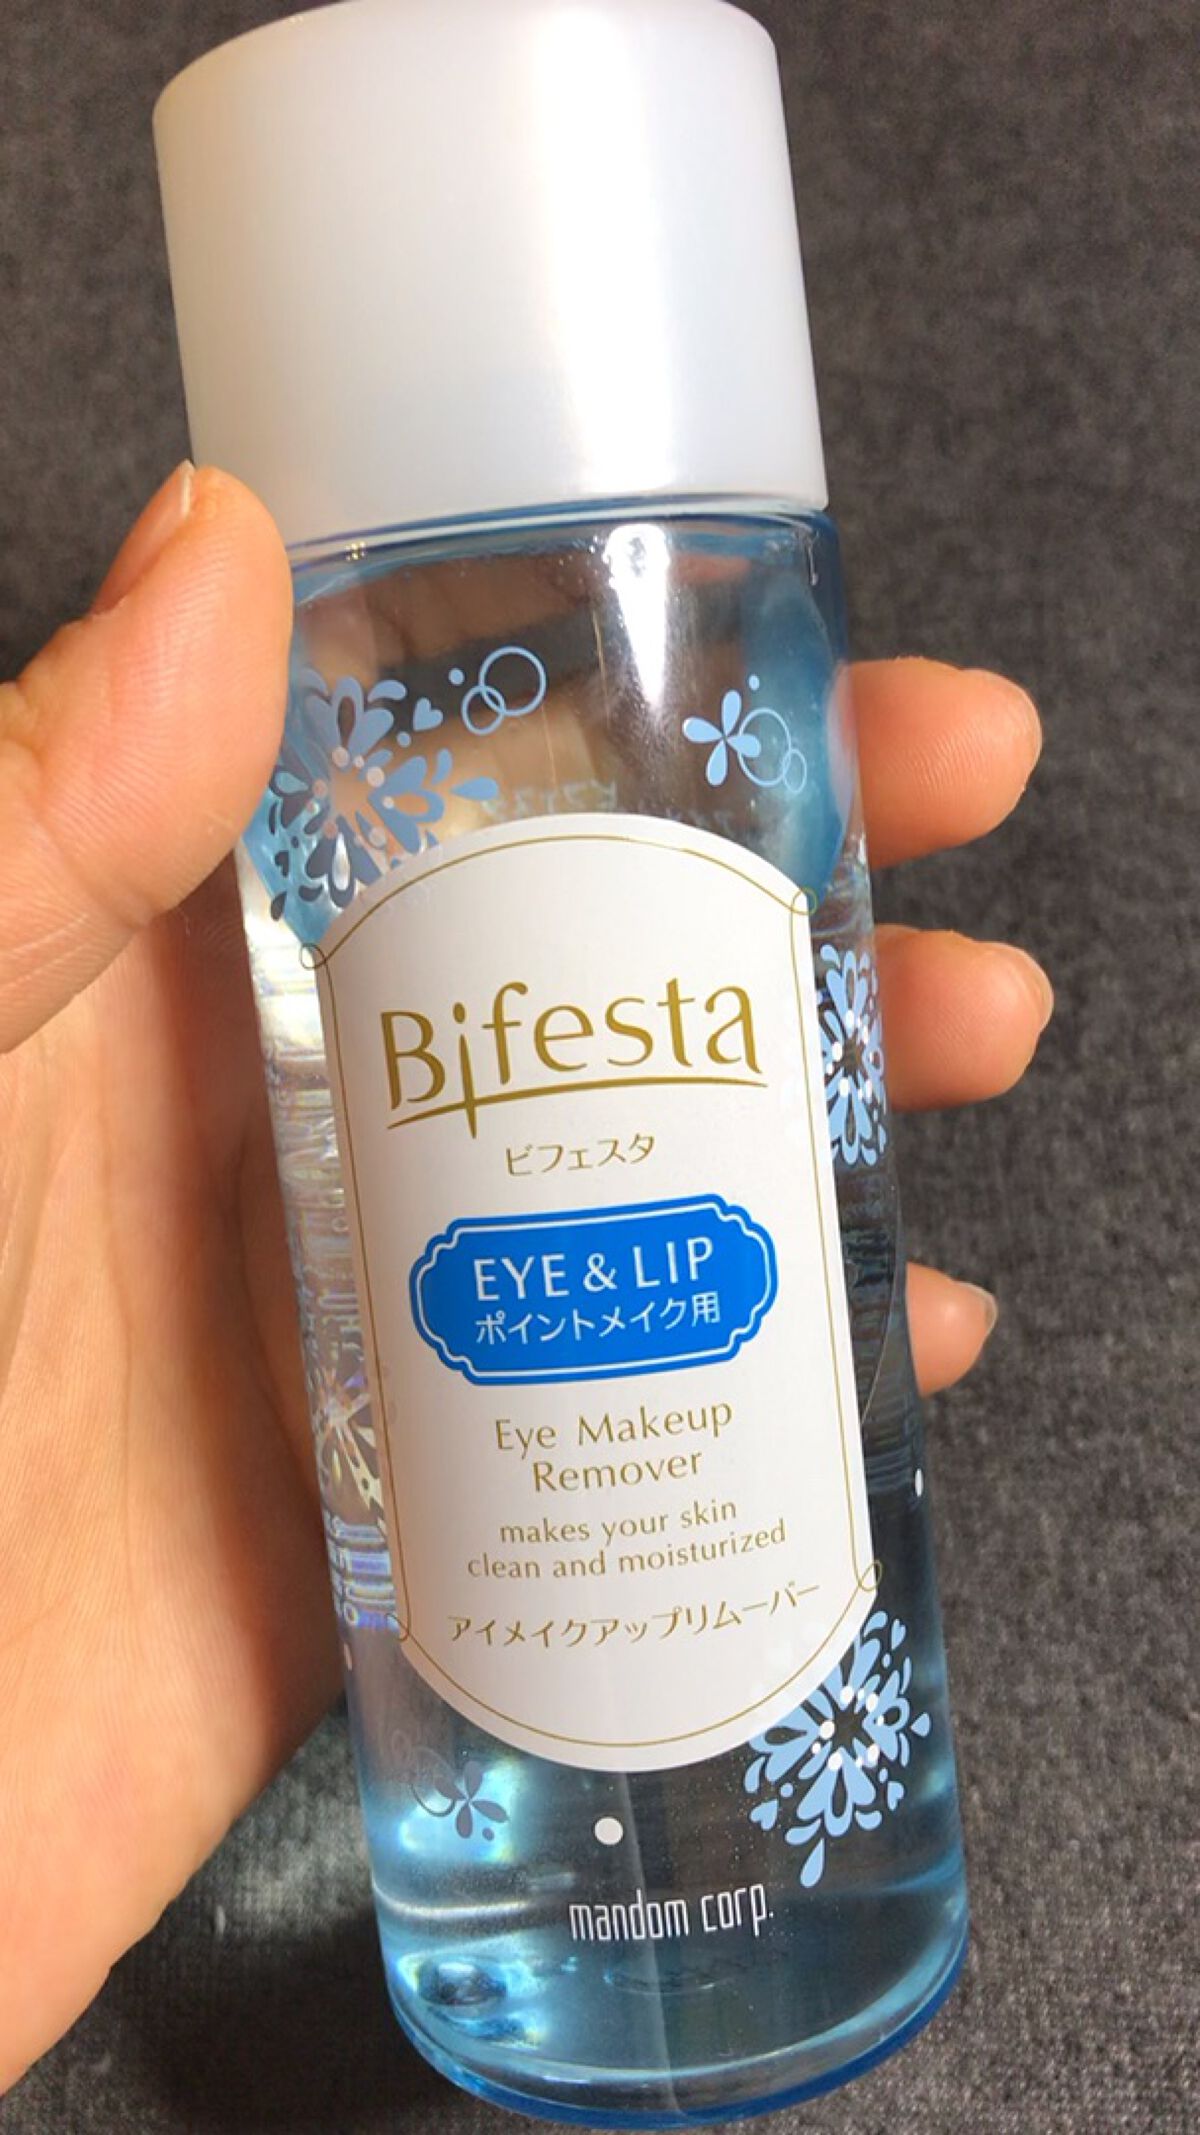 Bifesta
ビフェスタ
EYE & LIP
ポイントメイク用
Eye Makeup
Remover
makes your skin
clean and moisturized
アイメイクアップリムーバー
mandom corp.